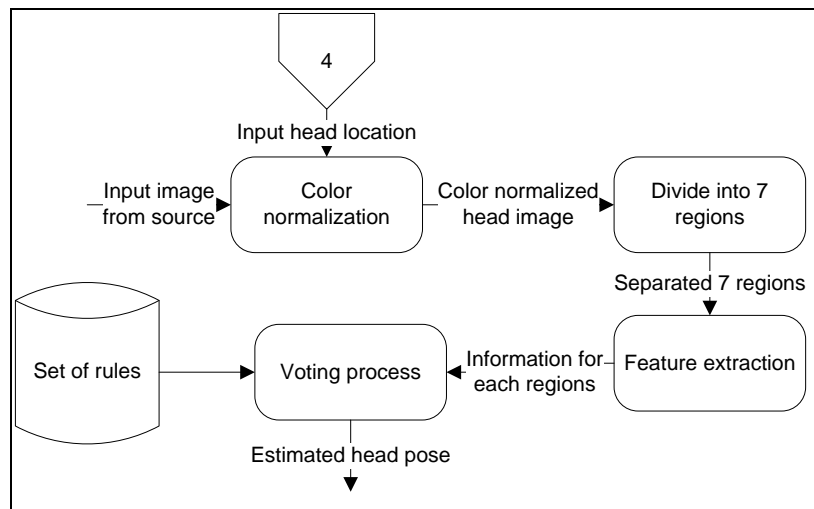 4
Input head location
Input image
from source
Color
normalization
Color normalized
head image
Divide into 7
regions
Separated 7 regions
Set of rules
Voting process
Information for
each regions
Feature extraction
Estimated head pose